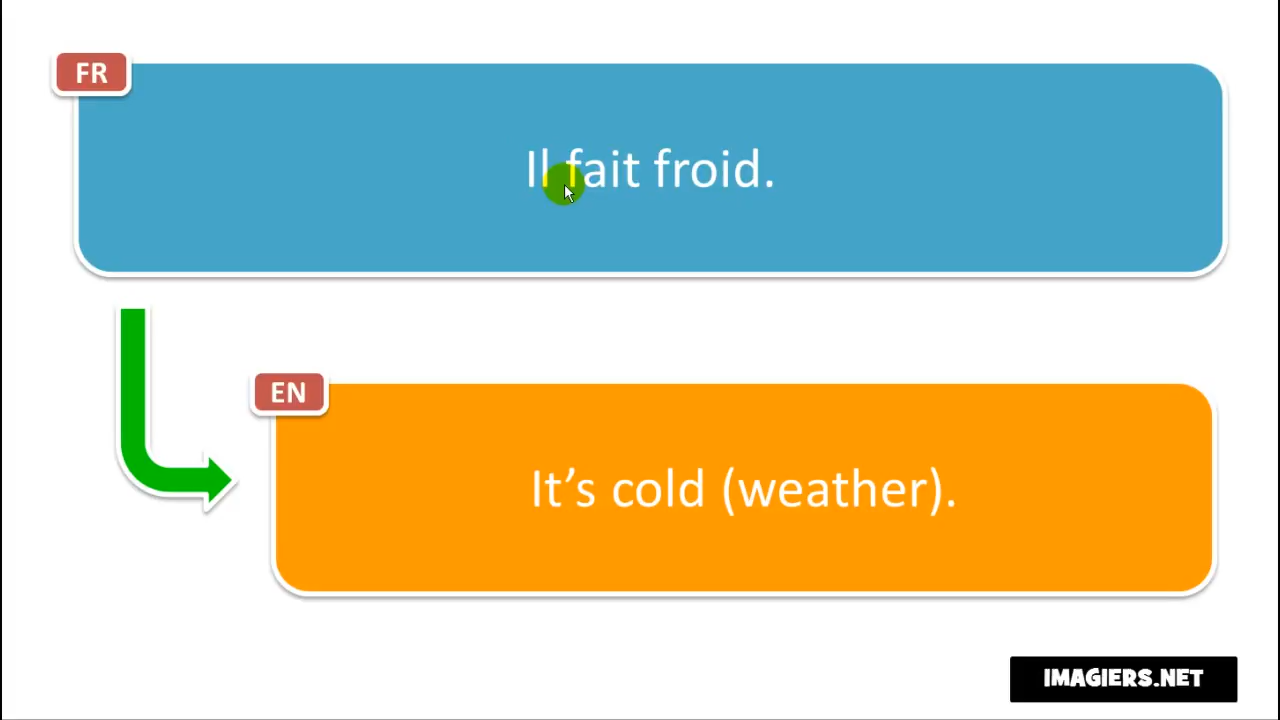 FR
Il fait froid.
EN
It’s cold (weather).
IMAGIERS.NET